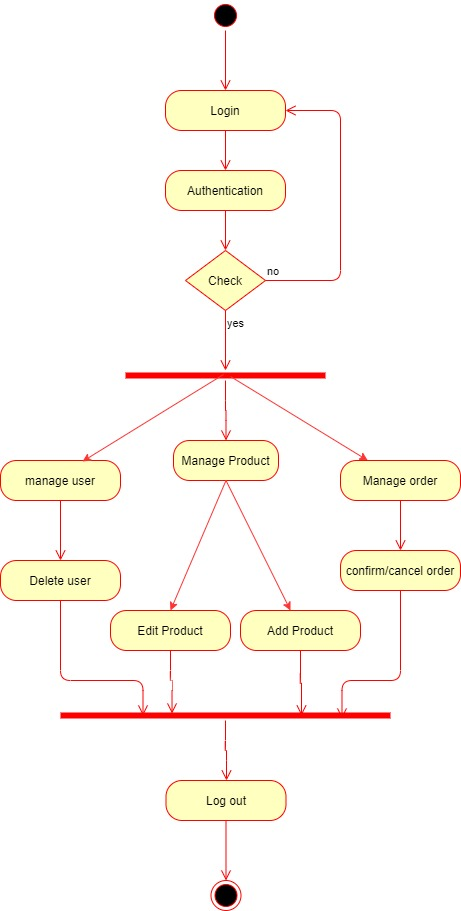 Login
Authentication
Check
no
yes
manage user
Manage Product
Manage order
Delete user
confirm/cancel order
Edit Product
Add Product
Log out